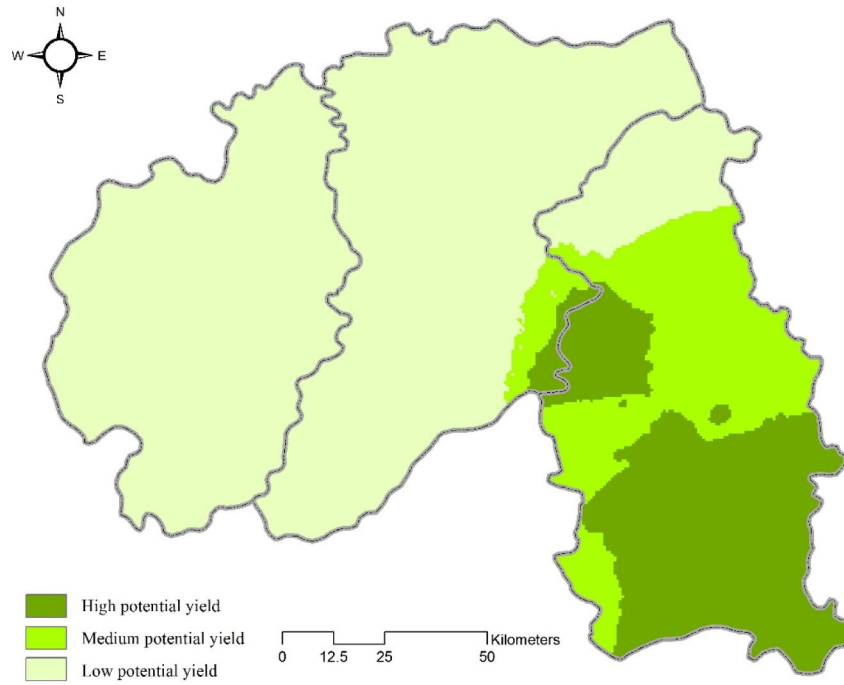 N
W E
S
High potential yield
Medium potential yield
Low potential yield
Kilometers
0 12.5 25 50